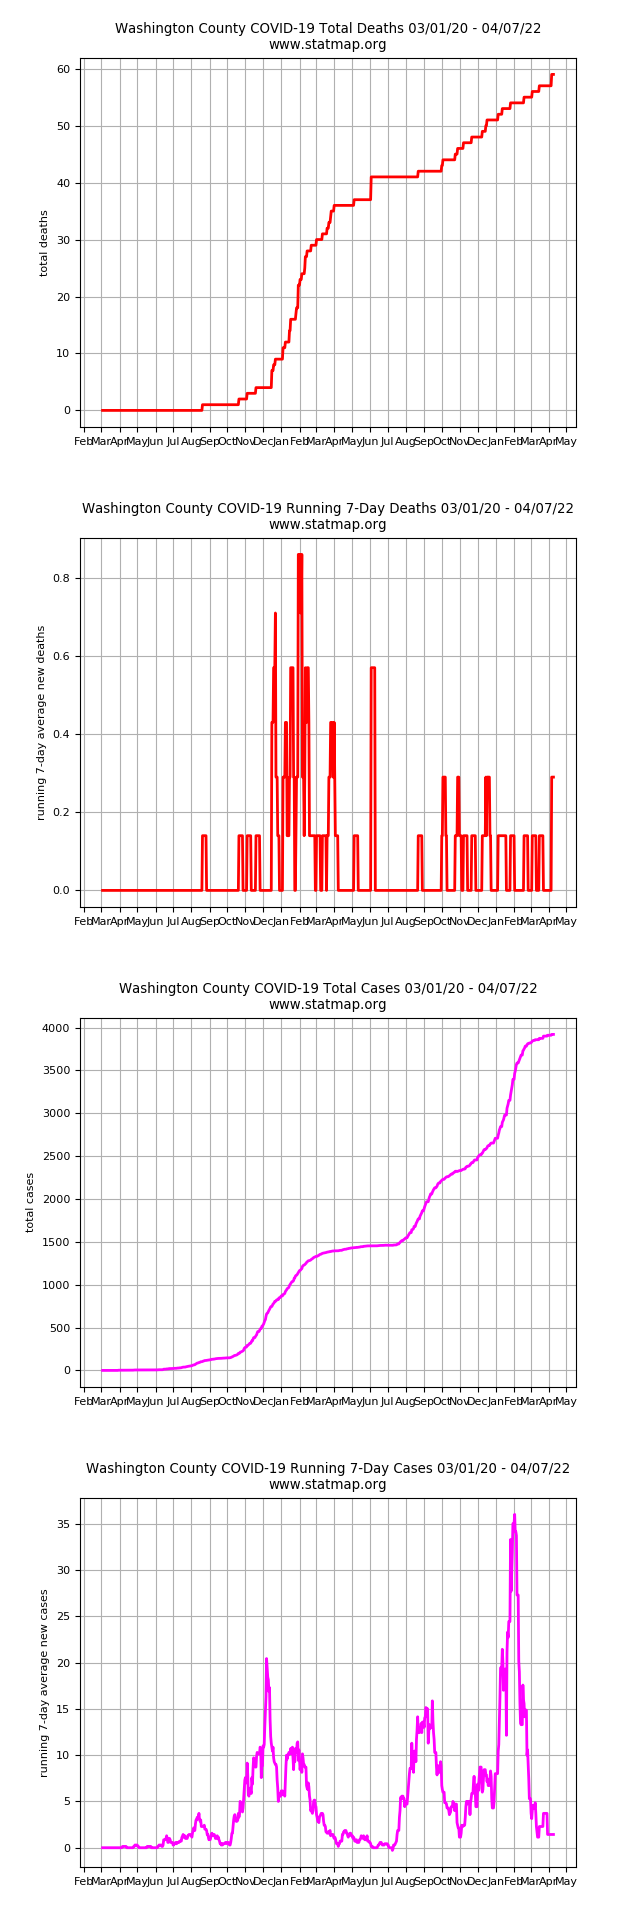 Washington County COVID-19 Total Deaths 03/01/20 - 04/07/22
www.statmap.org
60
50
40
30
20
10
0
total deaths
Feb Mar Apr May Jun Jul Aug Sep Oct Nov Dec Jan Feb Mar Apr May Jun Jul Aug Sep Oct Nov Dec Jan Feb Mar Apr May
Washington County COVID-19 Running 7-Day Deaths 03/01/20 - 04/07/22
www.statmap.org
0.8
0.6
0.4
0.2
0.0
running 7-day average new deaths
Feb Mar Apr May Jun Jul Aug Sep Oct Nov Dec Jan Feb Mar Apr May Jun Jul Aug Sep Oct Nov Dec Jan Feb Mar Apr May
Washington County COVID-19 Total Cases 03/01/20 - 04/07/22
www.statmap.org
4000
3500
3000
2500
2000
1500
1000
500
0
total cases
Feb Mar Apr May Jun Jul Aug Sep Oct Nov Dec Jan Feb Mar Apr May Jun Jul Aug Sep Oct Nov Dec Jan Feb Mar Apr May
Washington County COVID-19 Running 7-Day Cases 03/01/20 - 04/07/22
www.statmap.org
35
30
25
20
15
10
5
0
running 7-day average new cases
Feb Mar Apr May Jun Jul Aug Sep Oct Nov Dec Jan Feb Mar Apr May Jun Jul Aug Sep Oct Nov Dec Jan Feb Mar Apr May